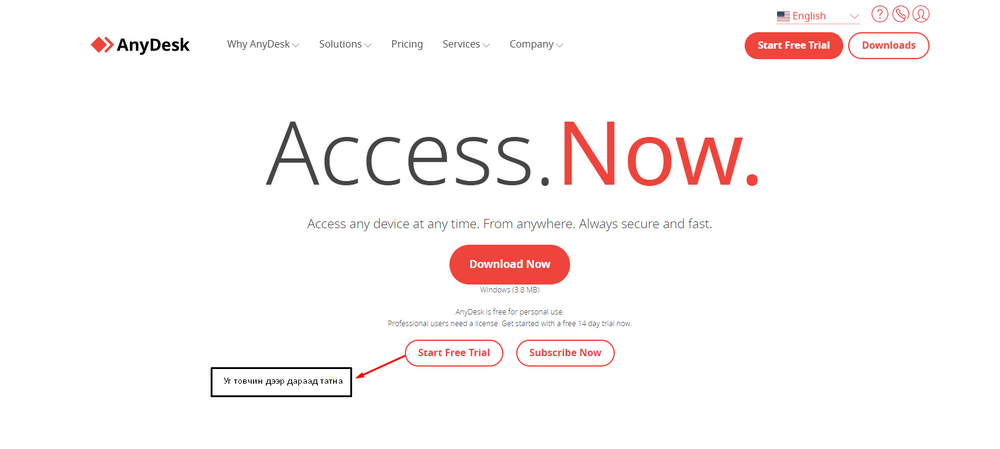 English
AnyDesk
Why AnyDesk
Solutions
Pricing
Services
Company
Start Free Trial
Downloads
Access.Now.
Access any device at any time. From anywhere. Always secure and fast.
Download Now
Windows (3.8 MB)
AnyDesk is free for personal use.
Professional users need a license. Get started with a free 14 day trial now.
Start Free Trial
Subscribe Now
Уг товчин дээр дараад татна